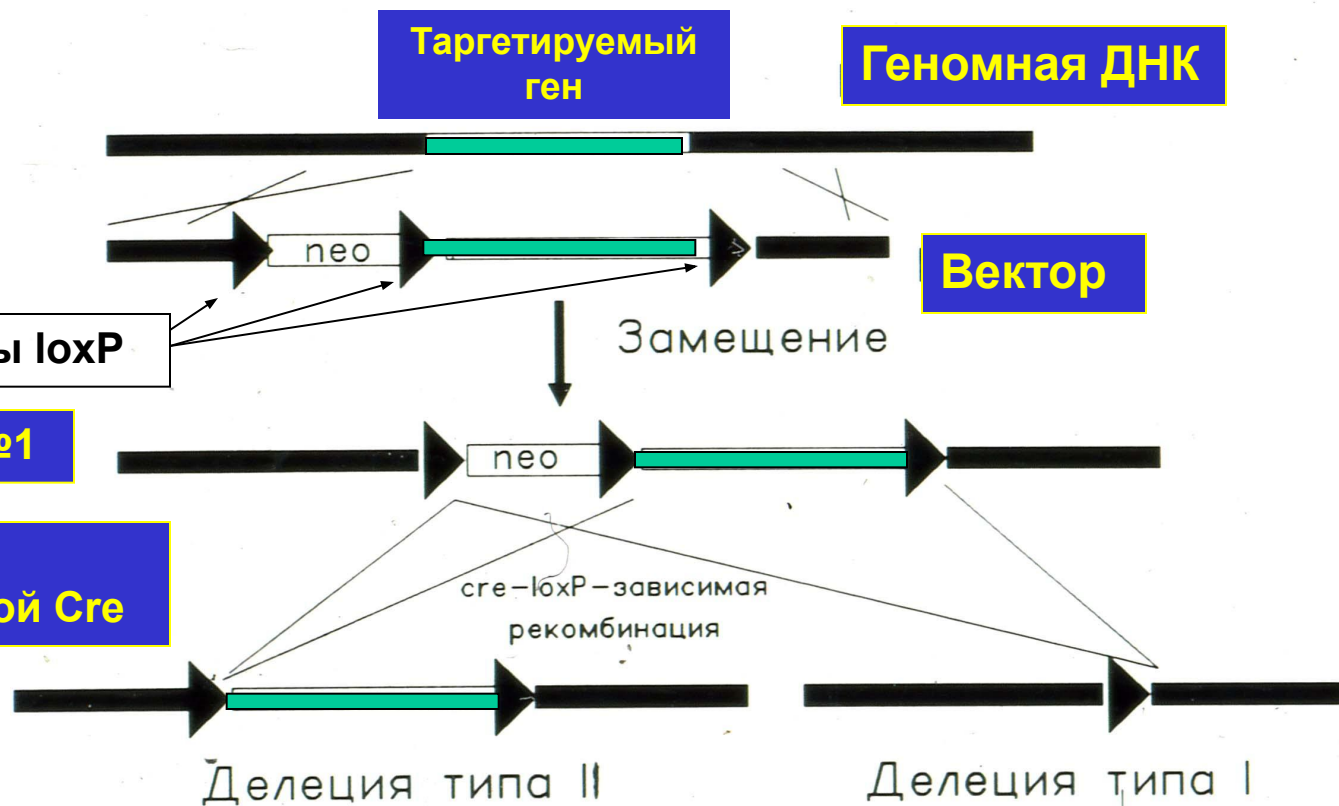 Таргетируемый
ген
Геномная ДНК
neo
Вектор
ы loxP
Замещение
№1
neo
ой Cre
cre-loxP-зависимая
рекомбинация
Делеция типа II
Делеция типа I